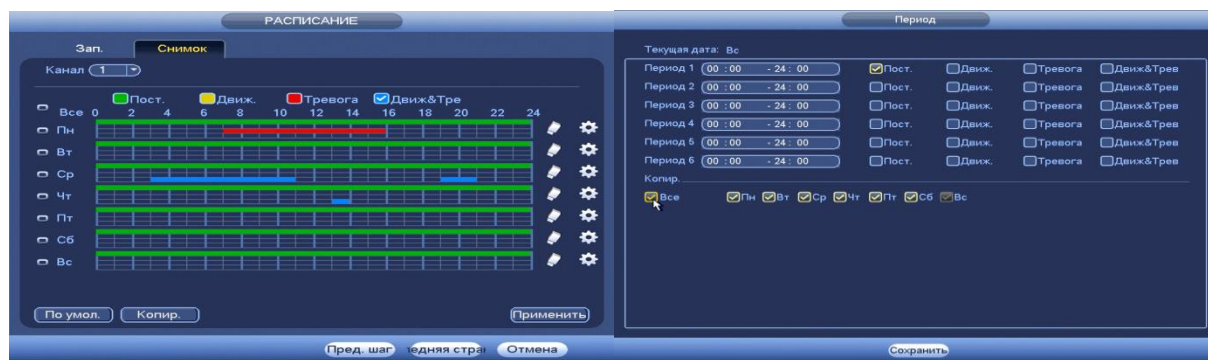 РАСПИСАНИЕ
Зап. Снимок
Канал 1
Пост. Движ. Тревога Движ&Тре
Все 0 2 4 6 8 10 12 14 16 18 20 22 24
Пн
Вт
Ср
Чт
Пт
Сб
Вс
По умол. Копир. Применить
Пред. шаг едняя стра Отмена
Период
Текущая дата: Вс
Период 1 00 : 00 - 24 : 00 Пост. Движ. Тревога Движ&Трев
Период 2 00 : 00 - 24 : 00 Пост. Движ. Тревога Движ&Трев
Период 3 00 : 00 - 24 : 00 Пост. Движ. Тревога Движ&Трев
Период 4 00 : 00 - 24 : 00 Пост. Движ. Тревога Движ&Трев
Период 5 00 : 00 - 24 : 00 Пост. Движ. Тревога Движ&Трев
Период 6 00 : 00 - 24 : 00 Пост. Движ. Тревога Движ&Трев
Копир.
Все Пн Вт Ср Чт Пт Сб Вс
Сохранить